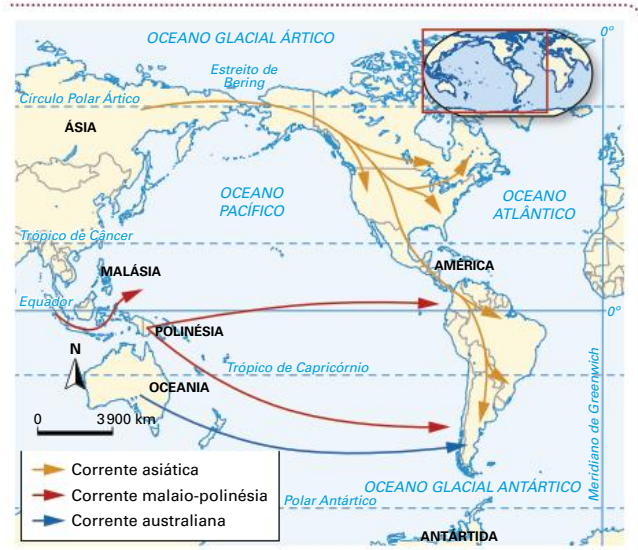 OCEANO GLACIAL ÁRTICO
0°
Estreito de
Bering
Círculo Polar Ártico
ÁSIA
OCEANO
PACÍFICO
OCEANO
ATLÂNTICO
Trópico de Câncer
MALÁSIA
AMÉRICA
Equador
0°
POLINÉSIA
N
Trópico de Capricórnio
OCEANIA
Meridiano de Greenwich
0 3 900 km
Corrente asiática
Corrente malaio-polinésia
Corrente australiana
OCEANO GLACIAL ANTÁRTICO
Polar Antártico
ANTÁRTIDA